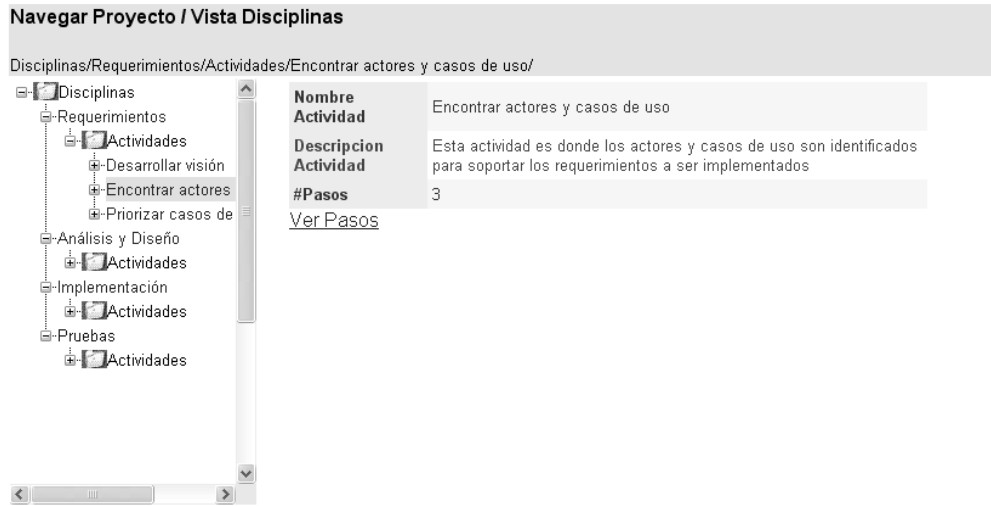 Navegar Proyecto / Vista Disciplinas
Disciplinas/Requerimientos/Actividades/Encontrar actores y casos de uso/
Disciplinas
Requerimientos
Actividades
Desarrollar visión
Encontrar actores
Priorizar casos de
Análisis y Diseño
Actividades
Implementación
Actividades
Pruebas
Actividades
Nombre
Actividad
Encontrar actores y casos de uso
Descripcion
Actividad
Esta actividad es donde los actores y casos de uso son identificados
para soportar los requerimientos a ser implementados
#Pasos
3
Ver Pasos